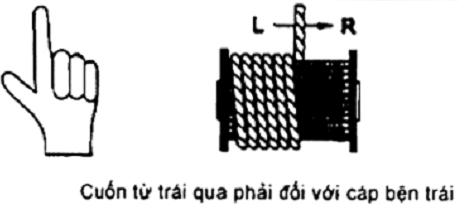 L R
Cuốn từ trái qua phải đối với cáp bện trái